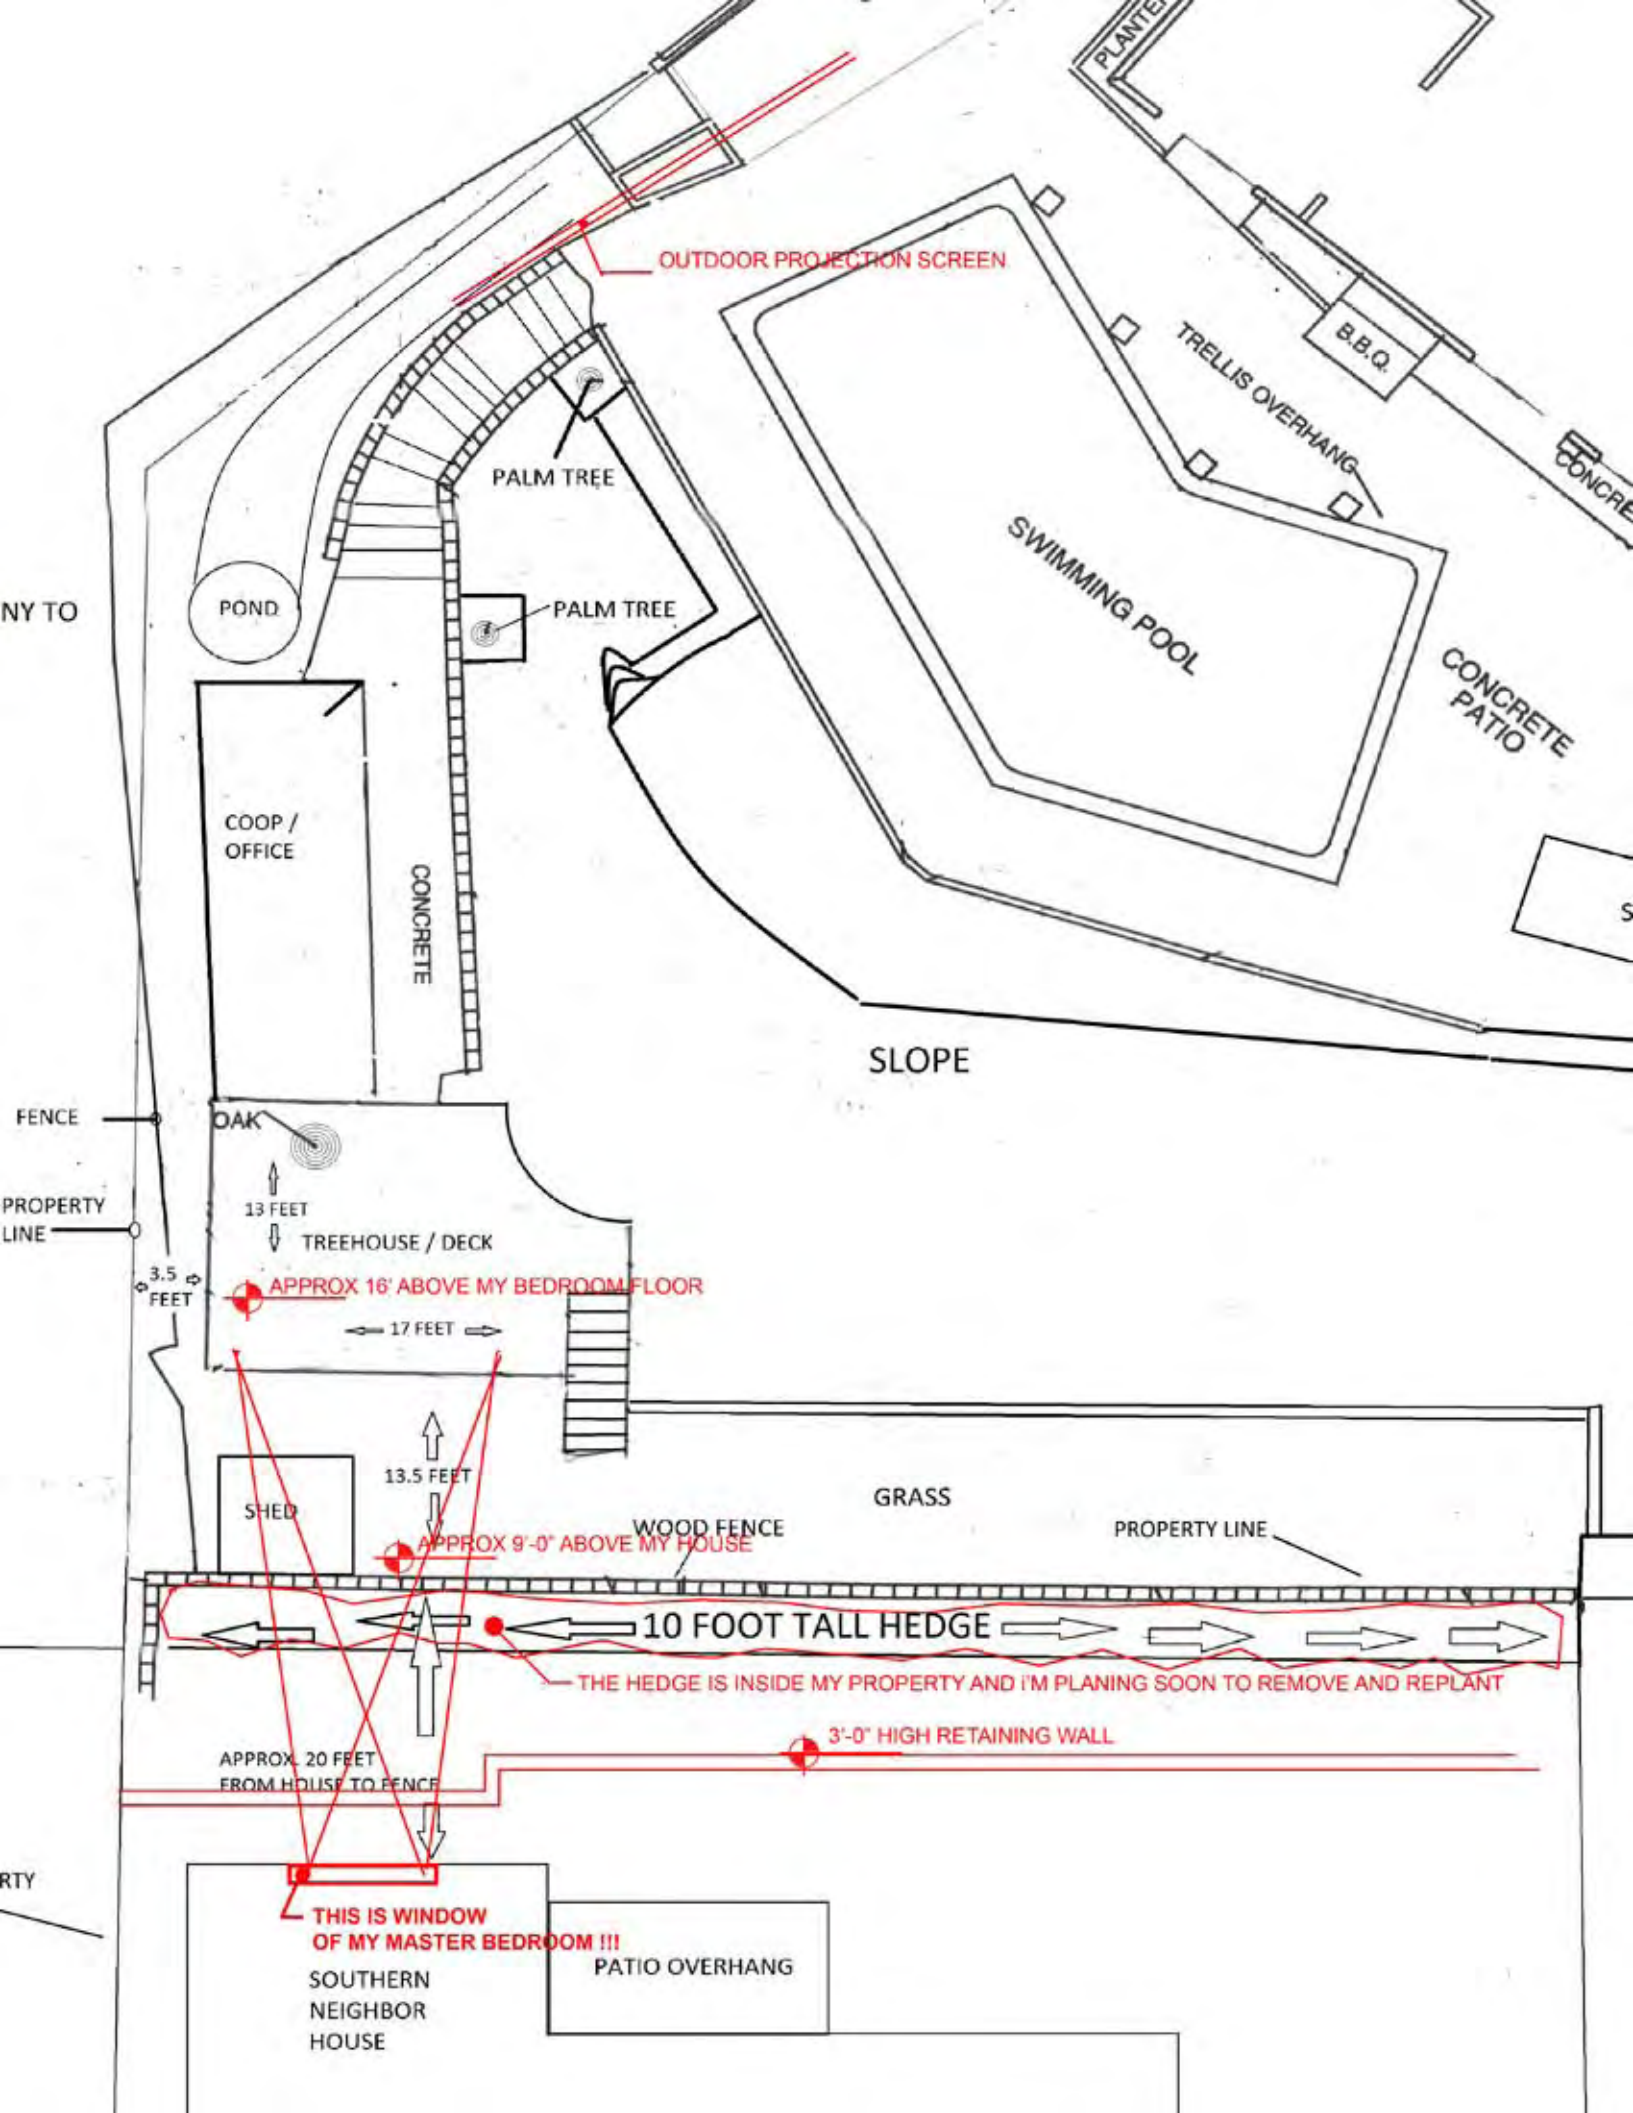 PLANTER
OUTDOOR PROJECTION SCREEN
TRELLIS OVERHANG
B.B.Q.
CONCRE
PALM TREE
SWIMMING POOL
NY TO
POND
PALM TREE
CONCRETE
PATIO
COOP /
OFFICE
CONCRETE
S
SLOPE
FENCE
OAK
PROPERTY
LINE
13 FEET
TREEHOUSE / DECK
3.5
FEET
APPROX 16' ABOVE MY BEDROOM FLOOR
17 FEET
13.5 FEET
SHED
GRASS
WOOD FENCE
PROPERTY LINE
APPROX 9'-0" ABOVE MY HOUSE
10 FOOT TALL HEDGE
THE HEDGE IS INSIDE MY PROPERTY AND i'M PLANING SOON TO REMOVE AND REPLANT
3'-0" HIGH RETAINING WALL
APPROX. 20 FEET
FROM HOUSE TO FENCE
RTY
THIS IS WINDOW
OF MY MASTER BEDROOM !!!
PATIO OVERHANG
SOUTHERN
NEIGHBOR
HOUSE